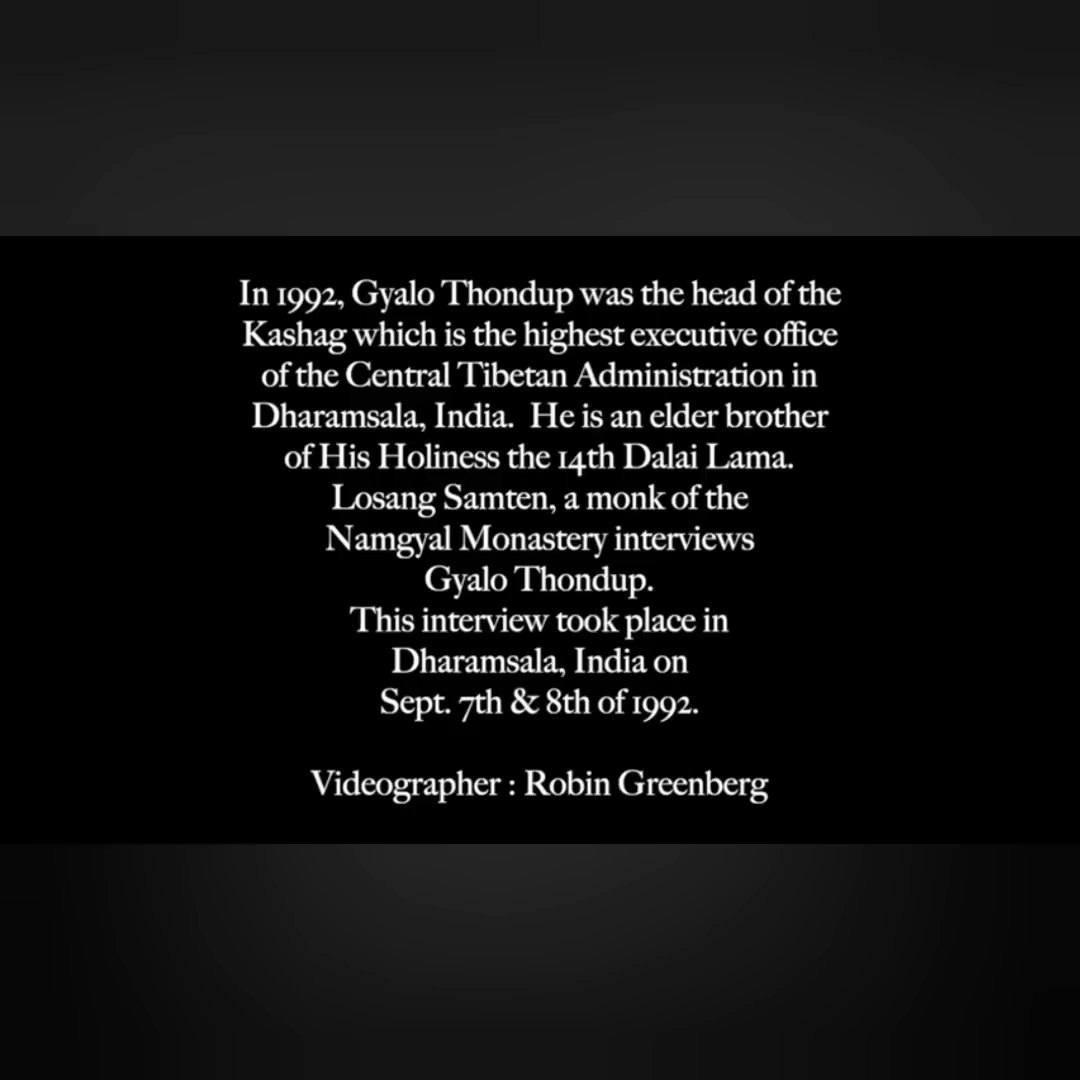 In 1992, Gyalo Thondup was the head of the
Kashag which is the highest executive office
of the Central Tibetan Administration in
Dharamsala, India.  He is an elder brother
of His Holiness the 14th Dalai Lama.
Losang Samten, a monk of the
Namgyal Monastery interviews
Gyalo Thondup.
This interview took place in
Dharamsala, India on
Sept. 7th & 8th of 1992.
Videographer : Robin Greenberg